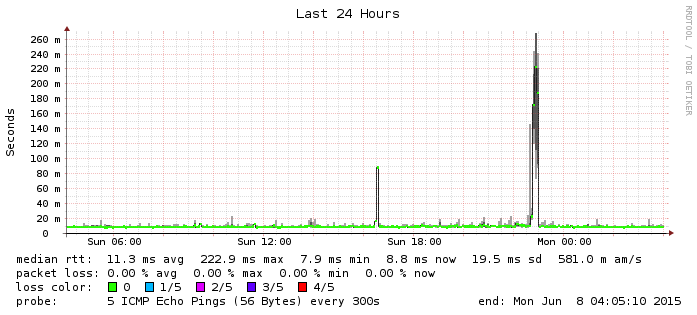 Last 24 Hours
RRDTOOL / TOBI OETIKER
Seconds
260 m
240 m
220 m
200 m
180 m
160 m
140 m
120 m
100 m
80 m
60 m
40 m
20 m
0
Sun 06:00 Sun 12:00 Sun 18:00 Mon 00:00
median rtt: 11.3 ms avg 222.9 ms max 7.9 ms min 8.8 ms now 19.5 ms sd 581.0 m am/s
packet loss: 0.00 % avg 0.00 % max 0.00 % min 0.00 % now
loss color: 0 1/5 2/5 3/5 4/5
probe: 5 ICMP Echo Pings (56 Bytes) every 300s end: Mon Jun 8 04:05:10 2015